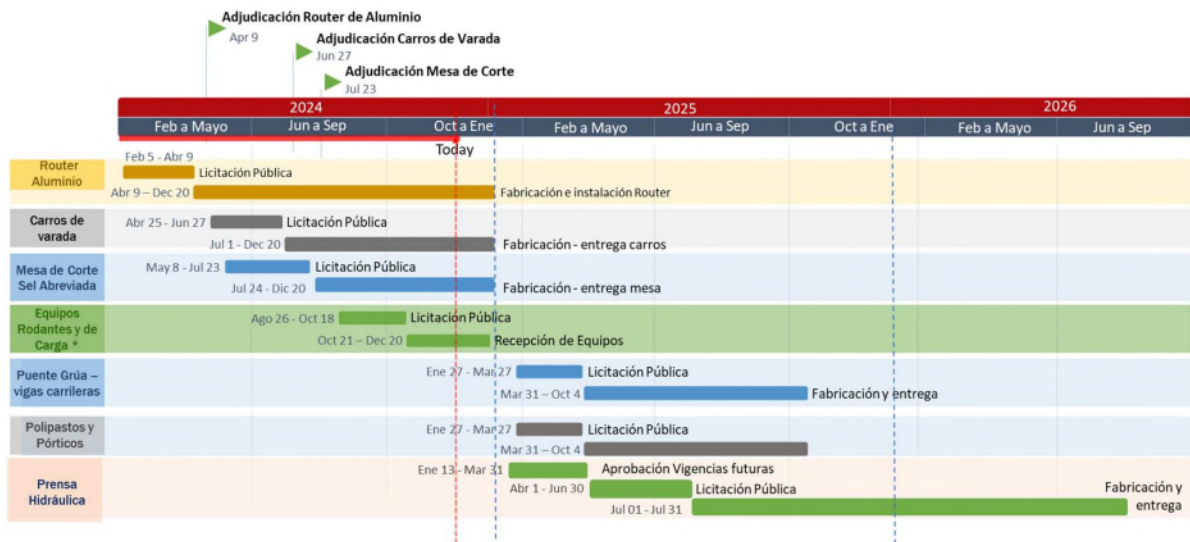 Adjudicación Router de Aluminio
Apr 9
Adjudicación Carros de Varada
Jun 27
Adjudicación Mesa de Corte
Jul 23
2024 2025 2026
Feb a Mayo Jun a Sep Oct a Ene Feb a Mayo Jun a Sep Oct a Ene Feb a Mayo Jun a Sep
Today
Router
Aluminio
Feb 5 - Abr 9 Licitación Pública
Abr 9 – Dec 20 Fabricación e instalación Router
Carros de
varada
Abr 25 - Jun 27 Licitación Pública
Jul 1 - Dec 20 Fabricación - entrega carros
Mesa de Corte
Sel Abreviada
May 8 - Jul 23 Licitación Pública
Jul 24 - Dic 20 Fabricación - entrega mesa
Equipos
Rodantes y de
Carga *
Ago 26 - Oct 18 Licitación Pública
Oct 21 – Dec 20 Recepción de Equipos
Puente Grúa –
vigas carrileras
Ene 27 - Mar 27 Licitación Pública
Mar 31 – Oct 4 Fabricación y entrega
Polipastos y
Pórticos
Ene 27 - Mar 27 Licitación Pública
Mar 31 – Oct 4
Prensa
Hidráulica
Ene 13 - Mar 31 Aprobación Vigencias futuras
Abr 1 - Jun 30 Licitación Pública
Jul 01 - Jul 31 Fabricación y
entrega